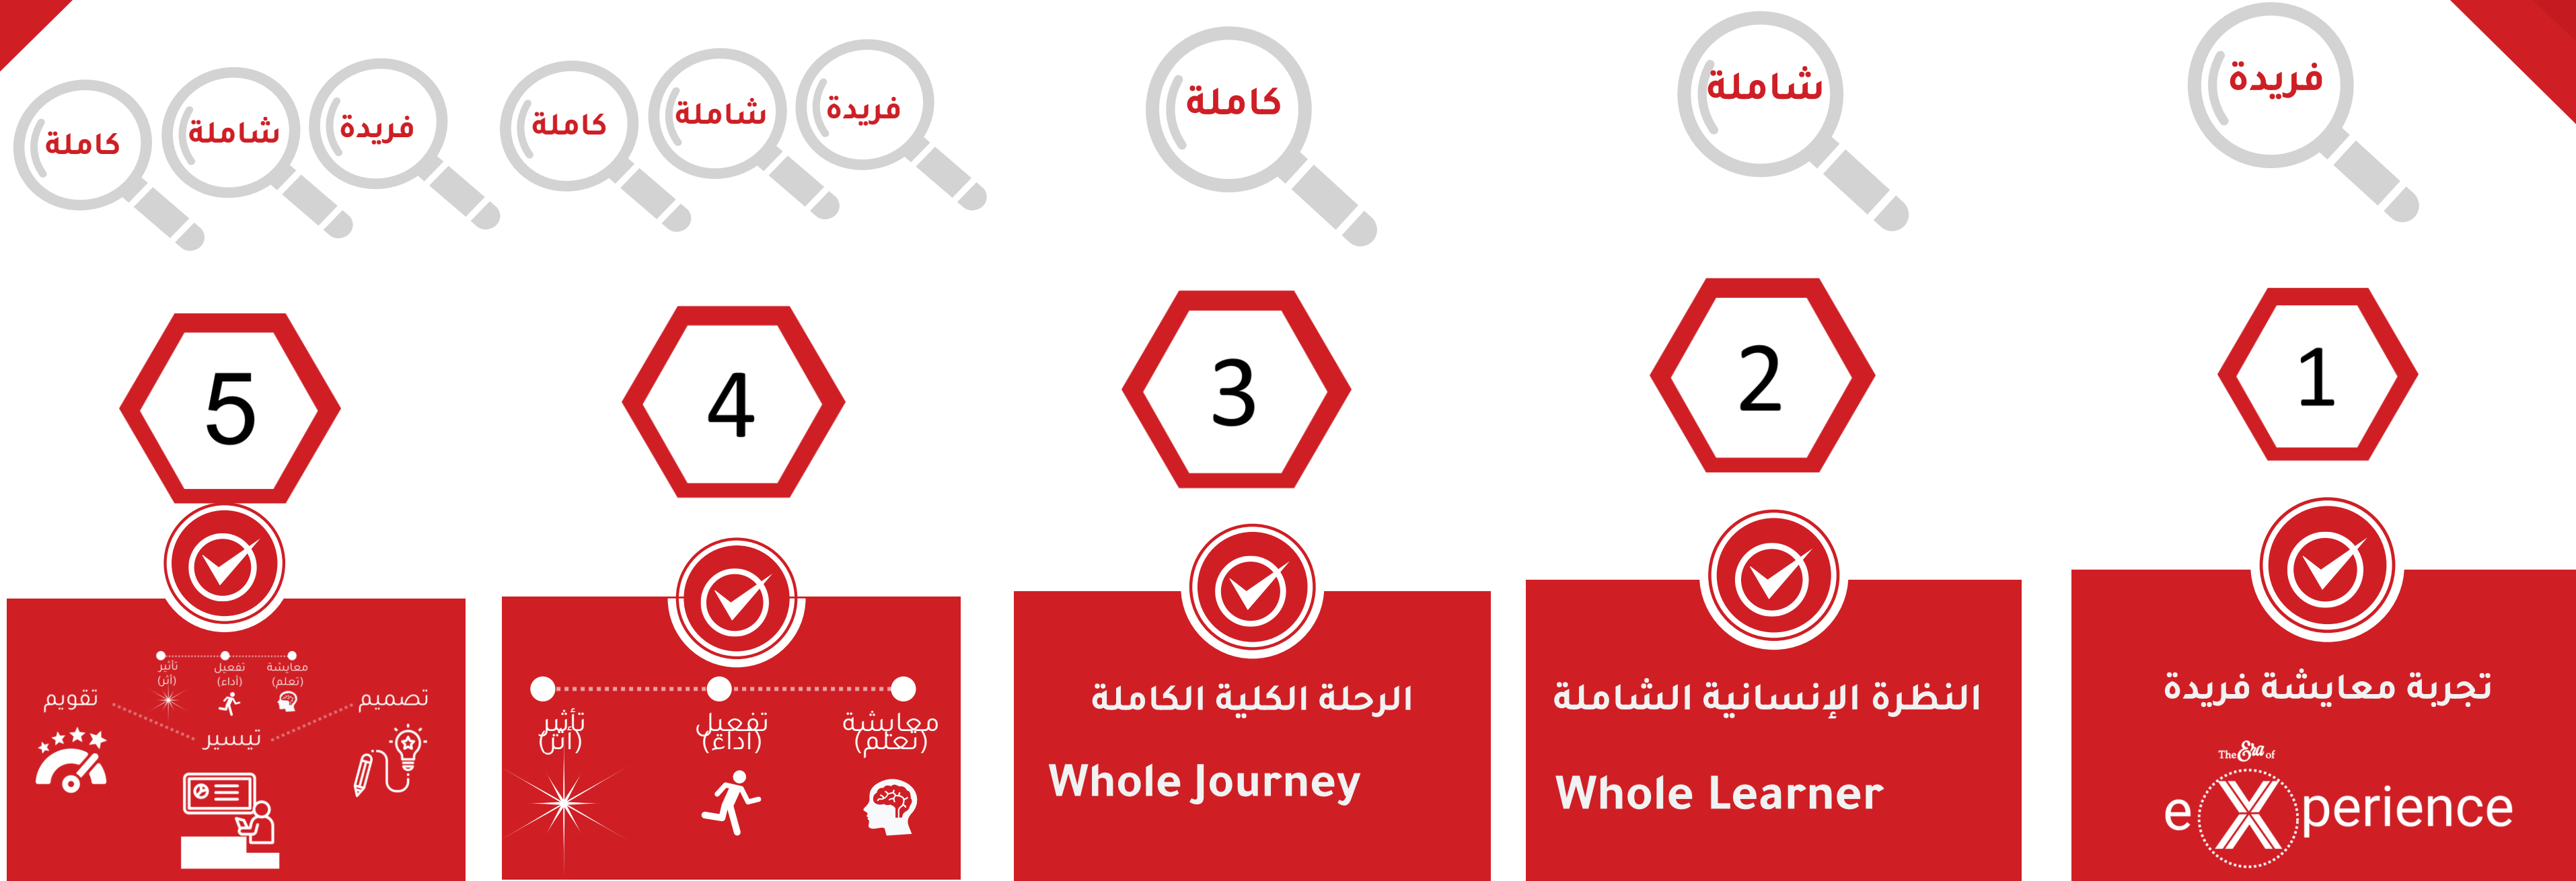 فريدة
1
تجربة معايشة فريدة
The Era of
eXperience
شاملة
2
النظرة الإنسانية الشاملة
Whole Learner
كاملة
3
الرحلة الكلية الكاملة
Whole Journey
فريدة
شاملة
كاملة
4
معايشة
(تعلم)
تفعيل
(أداء)
تأثير
(أثر)
فريدة
شاملة
كاملة
5
معايشة
(تعلم)
تفعيل
(أداء)
تأثير
(أثر)
تصميم
تيسير
تقويم